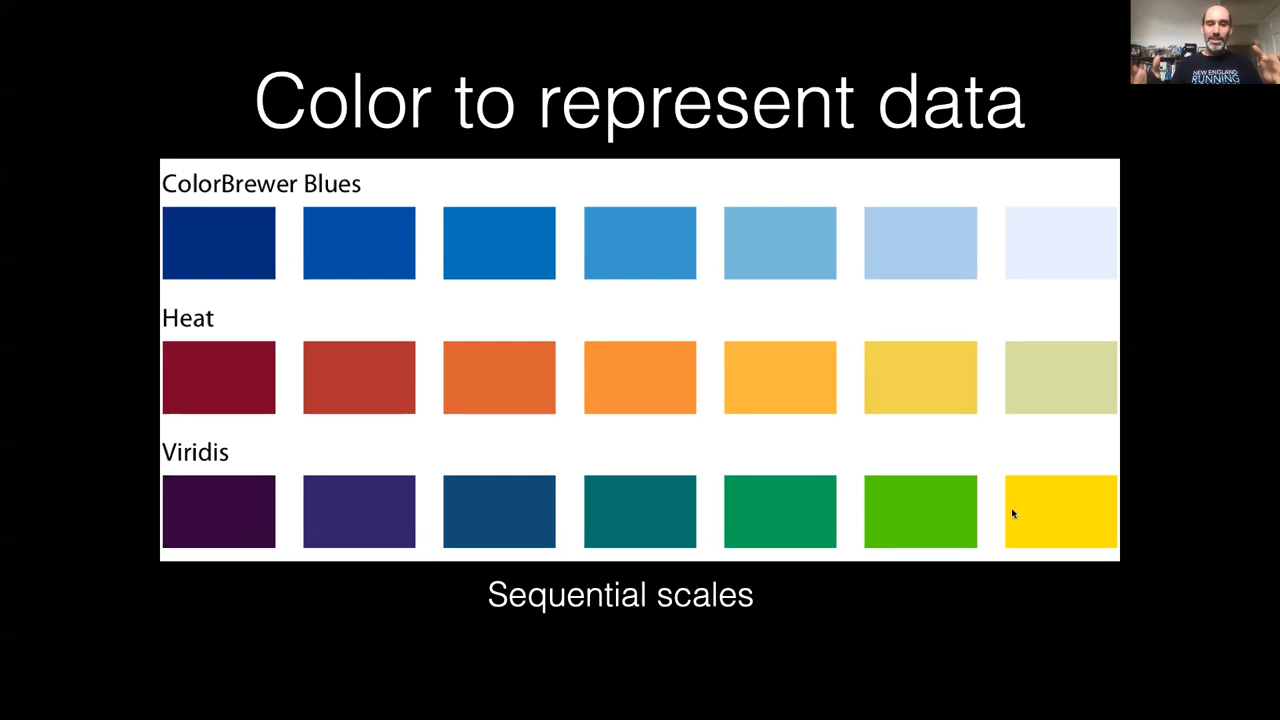 Color to represent data
ColorBrewer Blues
Heat
Viridis
Sequential scales
NEW ENGLAND
RUNNING